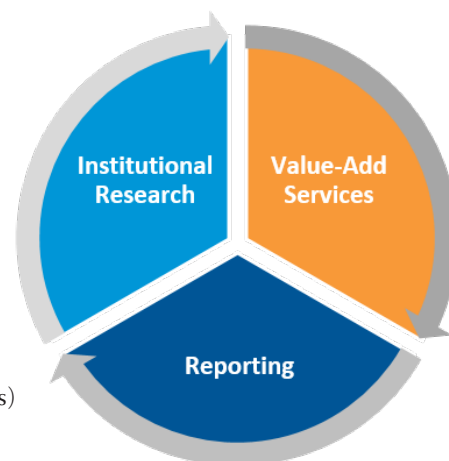 Institutional
Research
Value-Add
Services
Reporting
s)